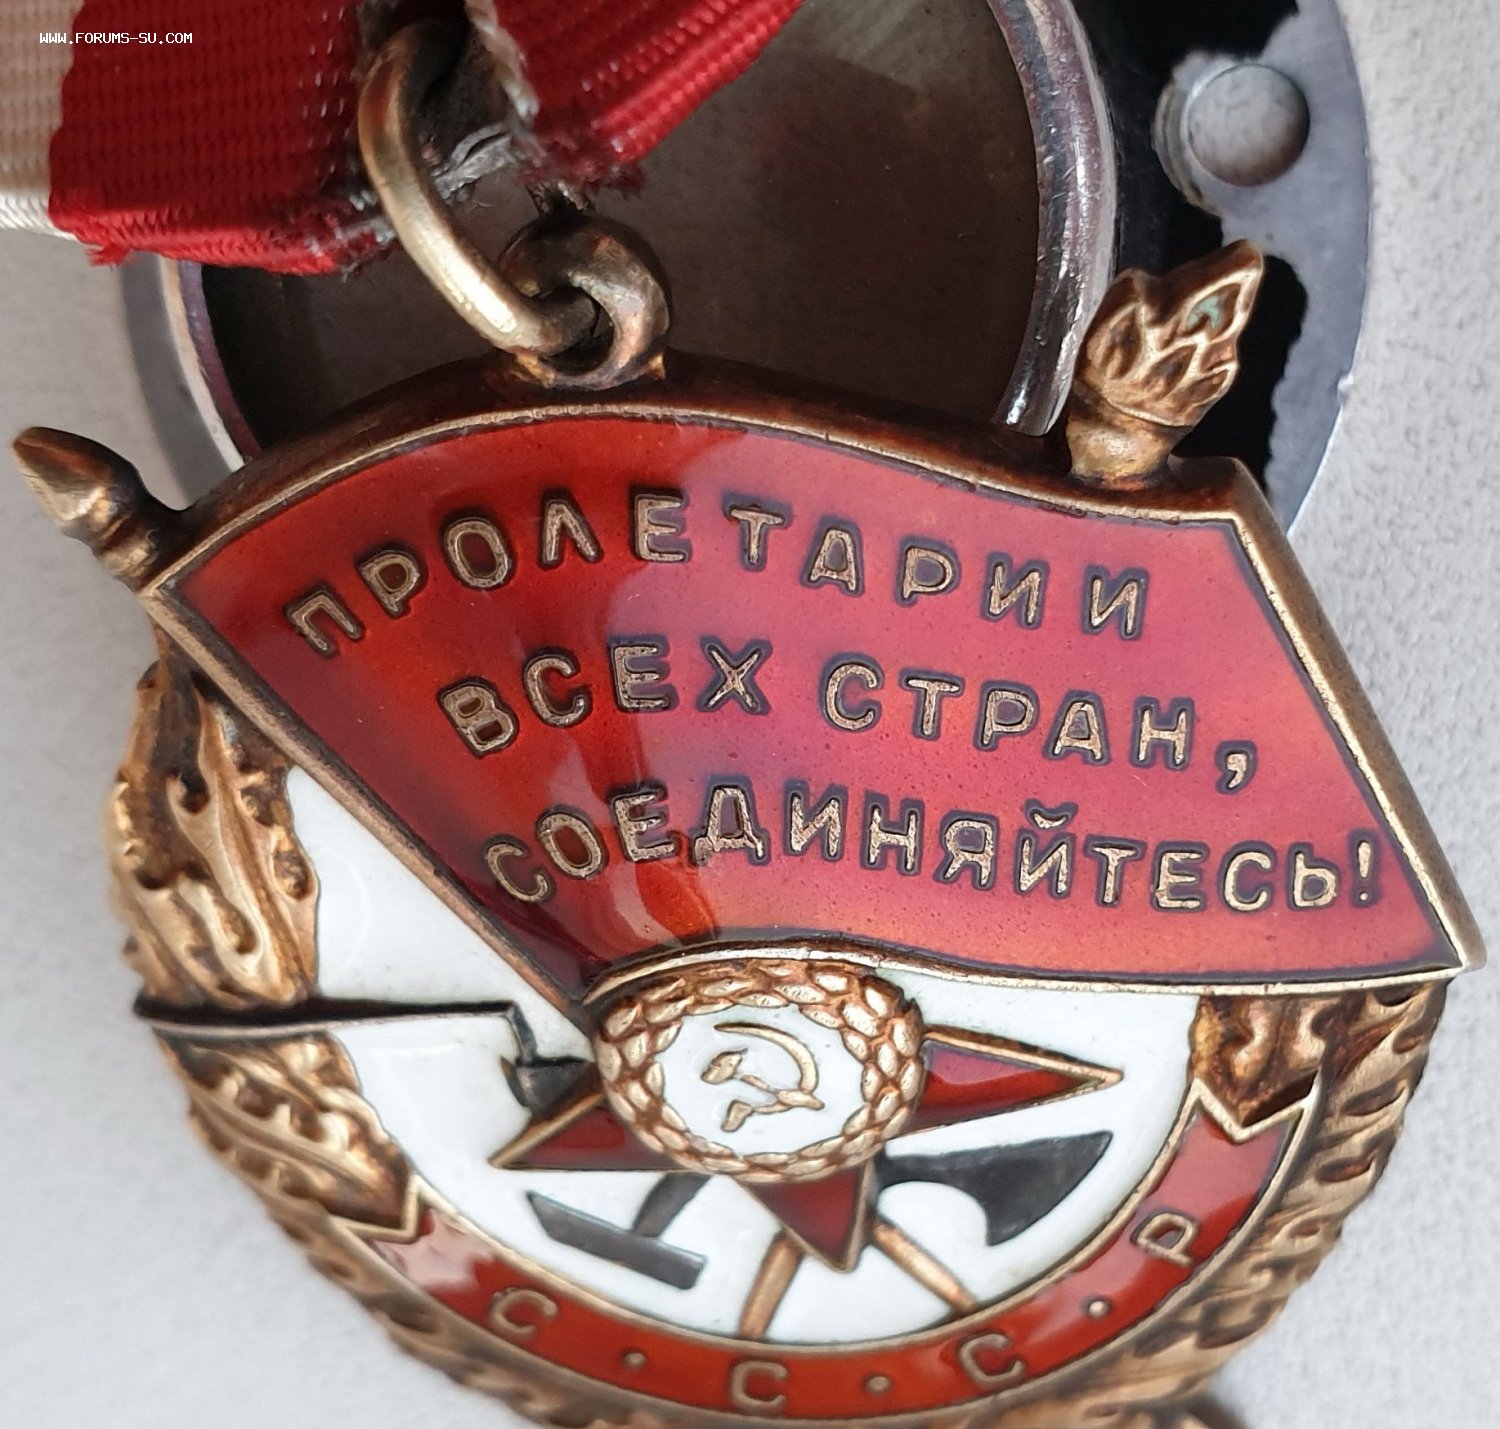 WWW.FORUMS-SU.COM
ПРОЛЕТАРИИ
ВСЕХ СТРАН,
СОЕДИНЯЙТЕСЬ!
С·С·С·Р